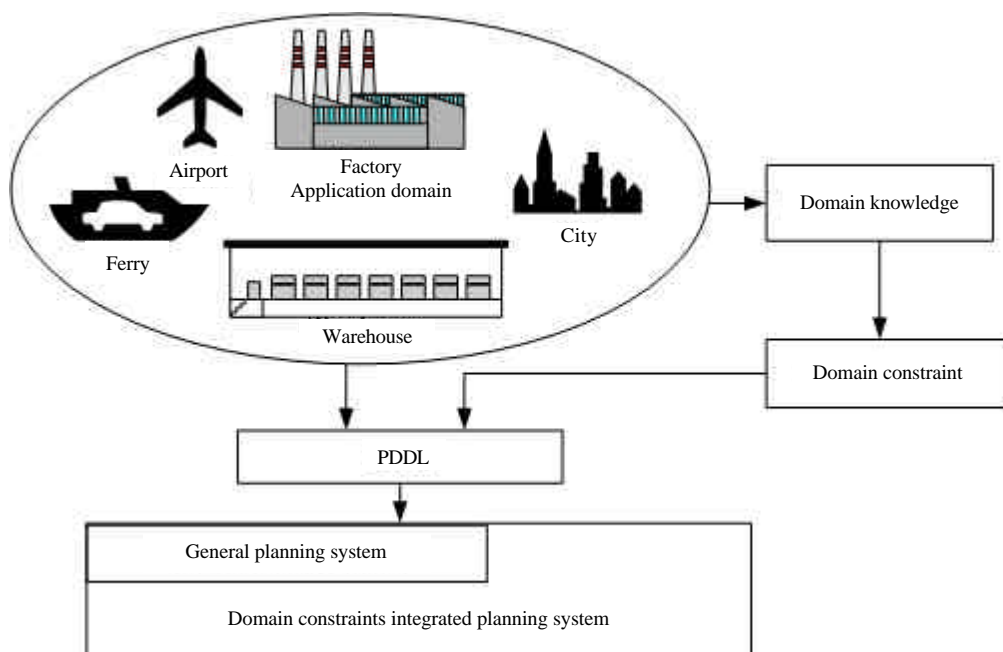 Airport
Factory
Application domain
Ferry
City
Warehouse
Domain knowledge
Domain constraint
PDDL
General planning system
Domain constraints integrated planning system